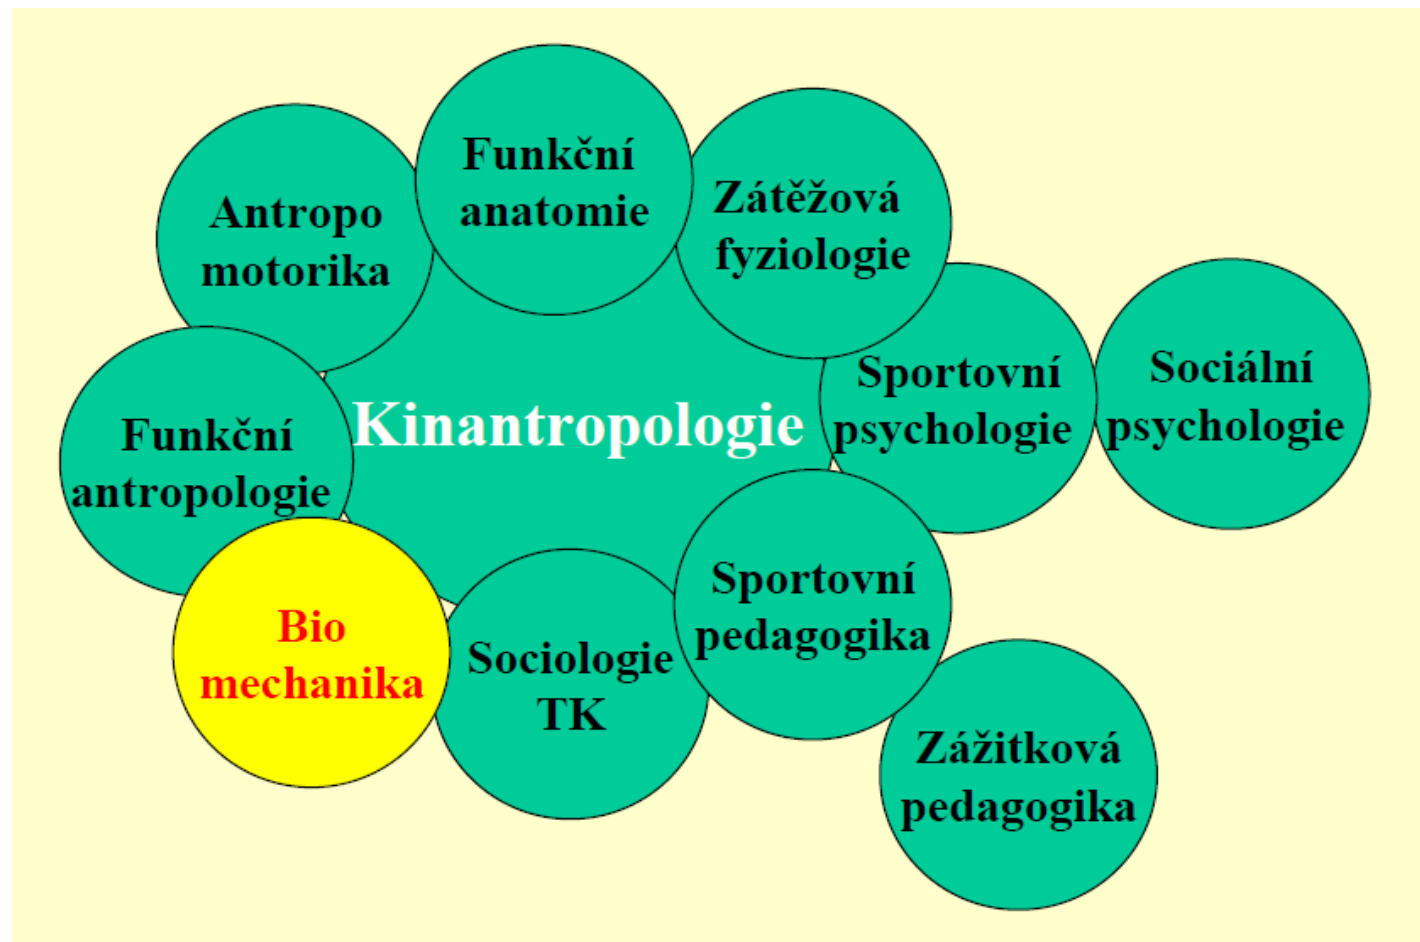 Funkční
anatomie
Antropo
motorika
Zátěžová
fyziologie
Sportovní
psychologie
Sociální
psychologie
Kinantropologie
Funkční
antropologie
Bio
mechanika
Sociologie
TK
Sportovní
pedagogika
Zážitková
pedagogika